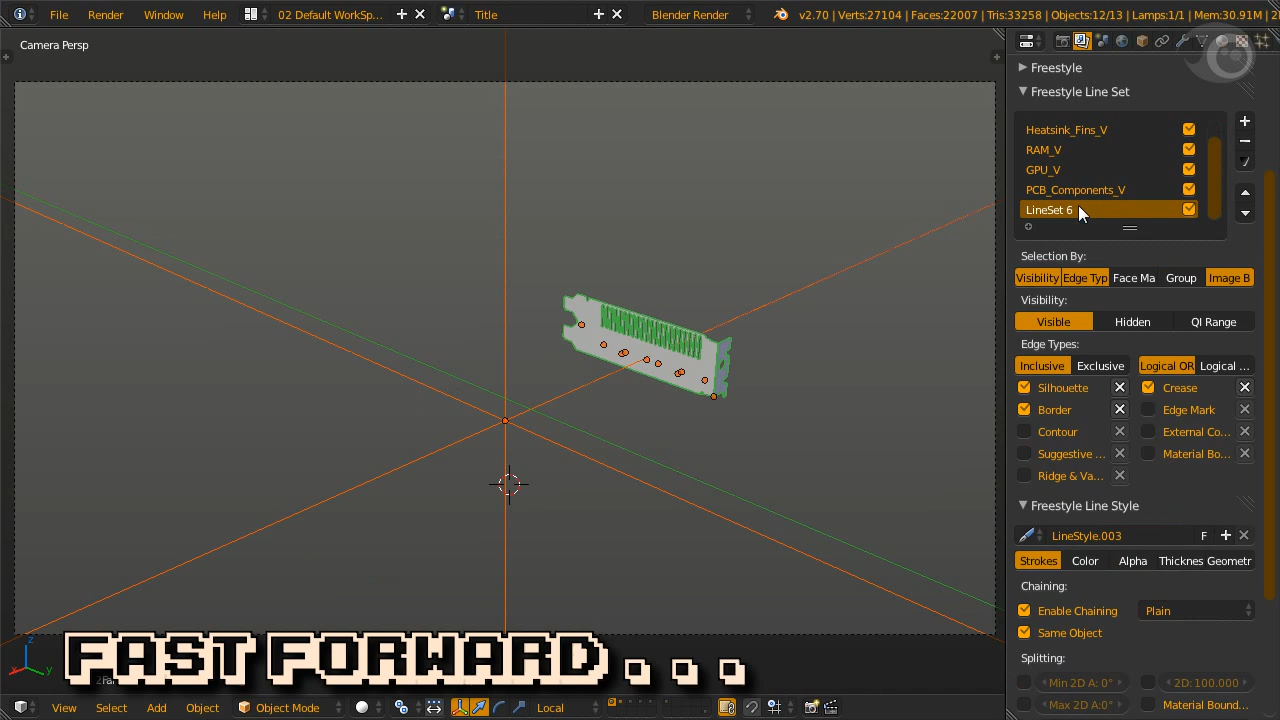 File Render Window Help 02 Default WorkSp... Title Blender Render v2.70 | Verts:27104 | Faces:22007 | Tris:33258 | Objects:12/13 | Lamps:1/1 | Mem:30.91M
Camera Persp
Freestyle
Freestyle Line Set
Heatsink_Fins_V
RAM_V
GPU_V
PCB_Components_V
LineSet 6
Selection By:
Visibility Edge Typ Face Ma Group Image B
Visibility:
Visible Hidden QI Range
Edge Types:
Inclusive Exclusive Logical OR Logical ...
Silhouette Crease
Border Edge Mark
Contour External Co...
Suggestive ... Material Bo...
Ridge & Va...
Freestyle Line Style
LineStyle.003 F
Strokes Color Alpha Thicknes Geometr
Chaining:
Enable Chaining Plain
Same Object
Splitting:
Min 2D A: 0° 2D: 100.000
Max 2D A:0° Material Bound...
z
x y
FAST FORWARD...
View Select Add Object Object Mode Local